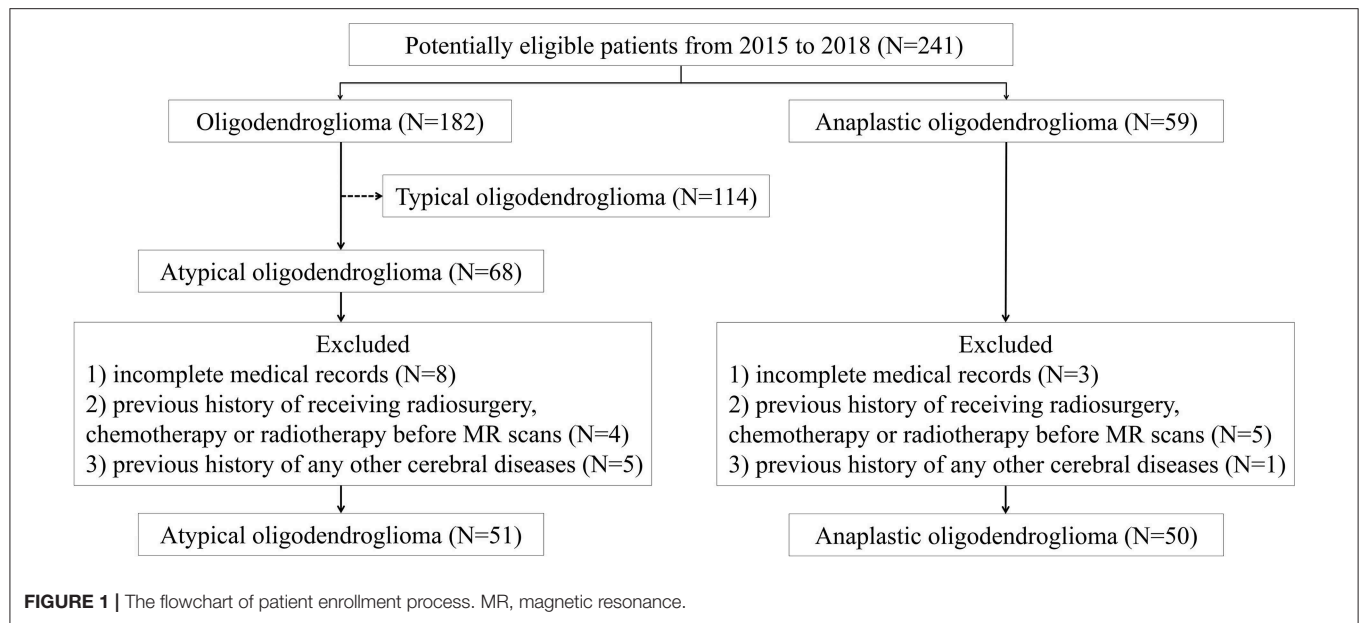 Potentially eligible patients from 2015 to 2018 (N=241)
Oligodendroglioma (N=182)
Anaplastic oligodendroglioma (N=59)
Typical oligodendroglioma (N=114)
Atypical oligodendroglioma (N=68)
Excluded
1) incomplete medical records (N=8)
2) previous history of receiving radiosurgery,
chemotherapy or radiotherapy before MR scans (N=4)
3) previous history of any other cerebral diseases (N=5)
Excluded
1) incomplete medical records (N=3)
2) previous history of receiving radiosurgery,
chemotherapy or radiotherapy before MR scans (N=5)
3) previous history of any other cerebral diseases (N=1)
Atypical oligodendroglioma (N=51)
Anaplastic oligodendroglioma (N=50)
FIGURE 1 | The flowchart of patient enrollment process. MR, magnetic resonance.